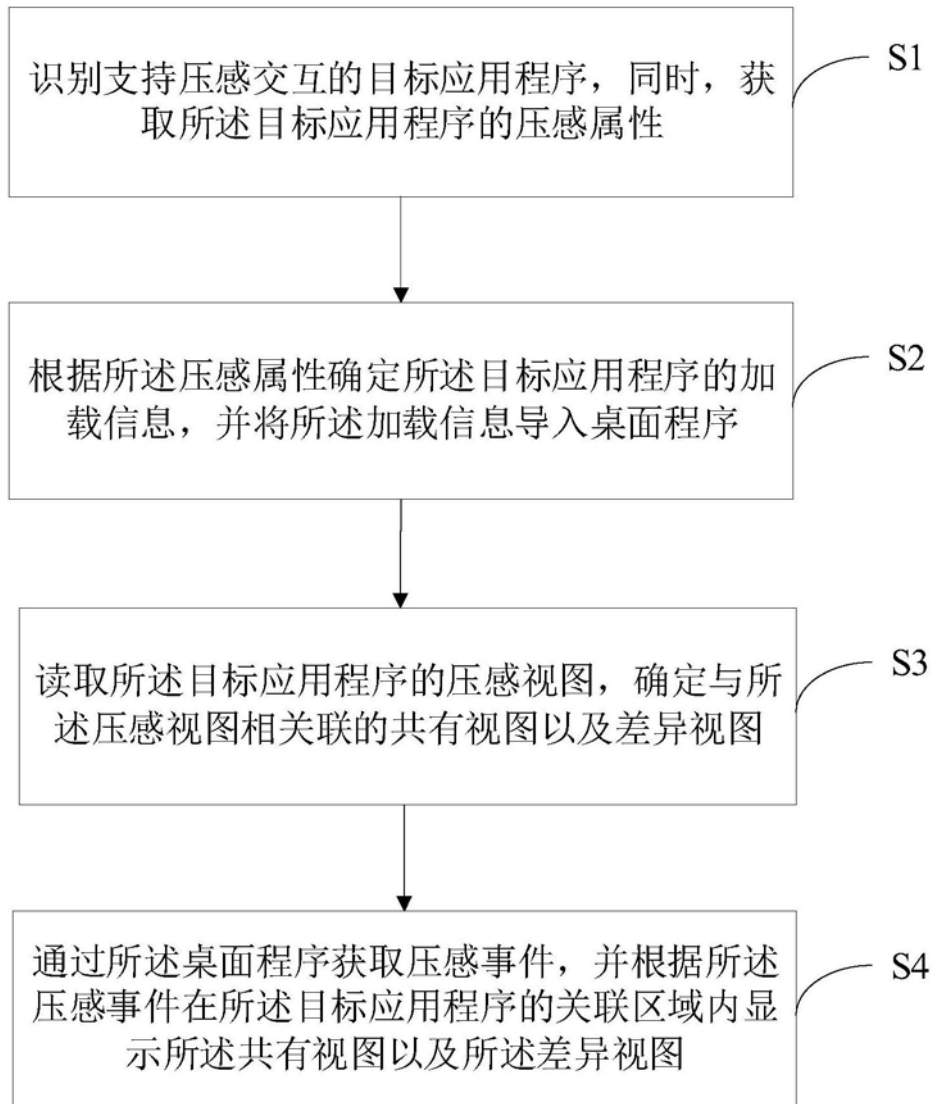 识别支持压感交互的目标应用程序，同时，获
取所述目标应用程序的压感属性
S1
根据所述压感属性确定所述目标应用程序的加
载信息，并将所述加载信息导入桌面程序
S2
读取所述目标应用程序的压感视图，确定与所
述压感视图相关联的共有视图以及差异视图
S3
通过所述桌面程序获取压感事件，并根据所述
压感事件在所述目标应用程序的关联区域内显
示所述共有视图以及所述差异视图
S4